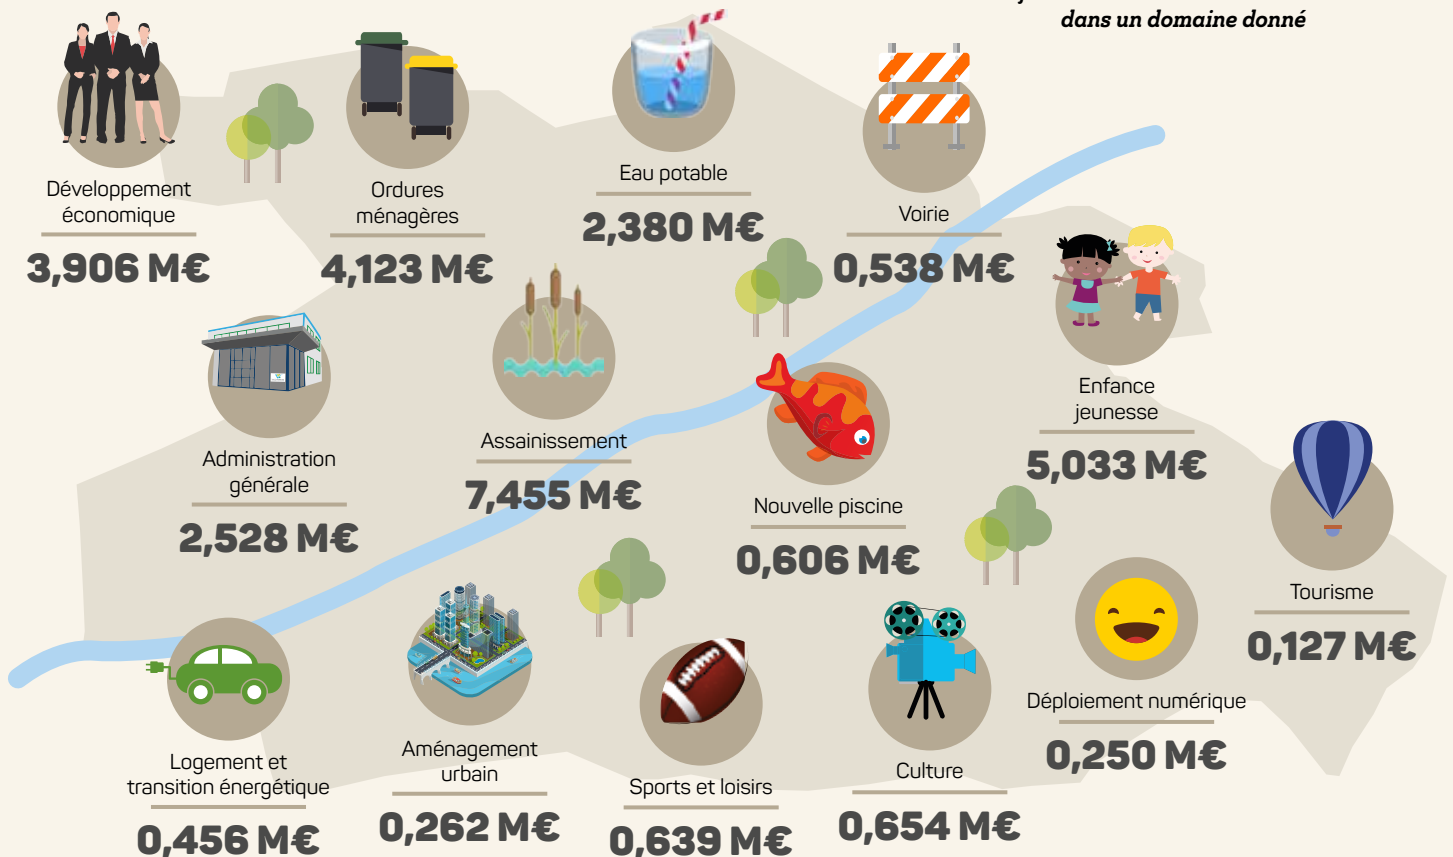 dans un domaine donné
Développement
économique
3,906 M€
Ordures
ménagères
4,123 M€
Eau potable
2,380 M€
Voirie
0,538 M€
Enfance
jeunesse
5,033 M€
Administration
générale
2,528 M€
Assainissement
7,455 M€
Nouvelle piscine
0,606 M€
Tourisme
0,127 M€
Logement et
transition énergétique
0,456 M€
Aménagement
urbain
0,262 M€
Sports et loisirs
0,639 M€
Culture
0,654 M€
Déploiement numérique
0,250 M€